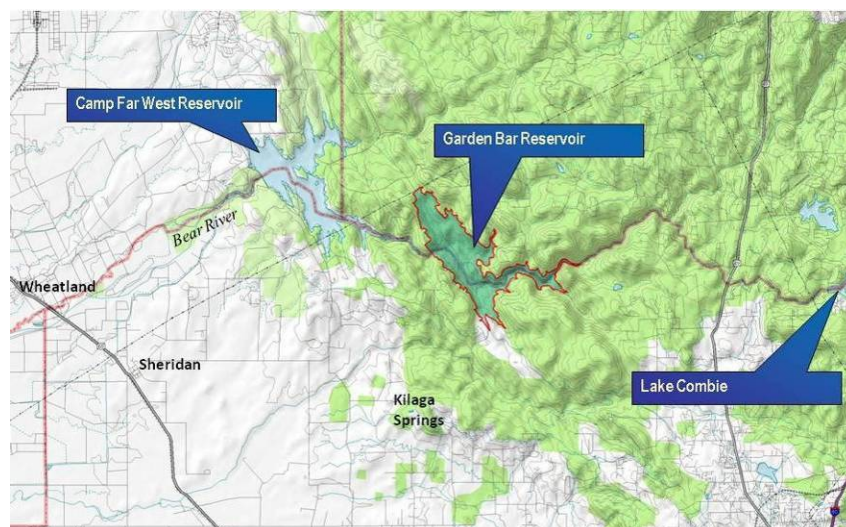 Camp Far West Reservoir
Garden Bar Reservoir
Bear River
Wheatland
Sheridan
Lake Combie
Kilaga
Springs